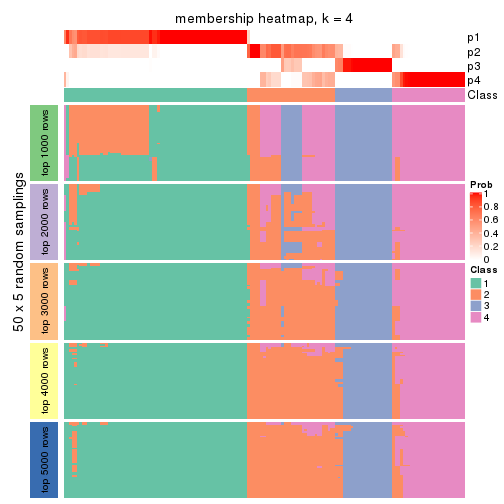 membership heatmap, k = 4
p1
p2
p3
p4
Class
50 x 5 random samplings
top 1000 rows
top 2000 rows
top 3000 rows
top 4000 rows
top 5000 rows
Prob
1
0.8
0.6
0.4
0.2
0
Class
1
2
3
4